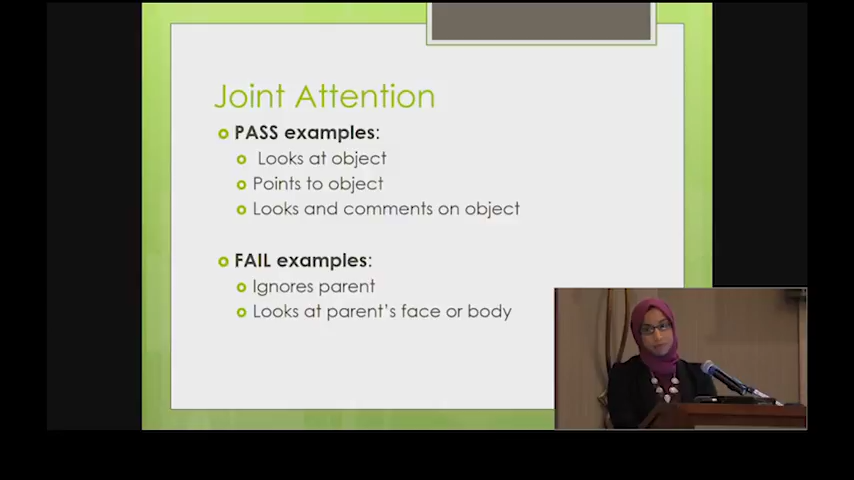 Joint Attention
PASS examples:
Looks at object
Points to object
Looks and comments on object
FAIL examples:
Ignores parent
Looks at parent's face or body